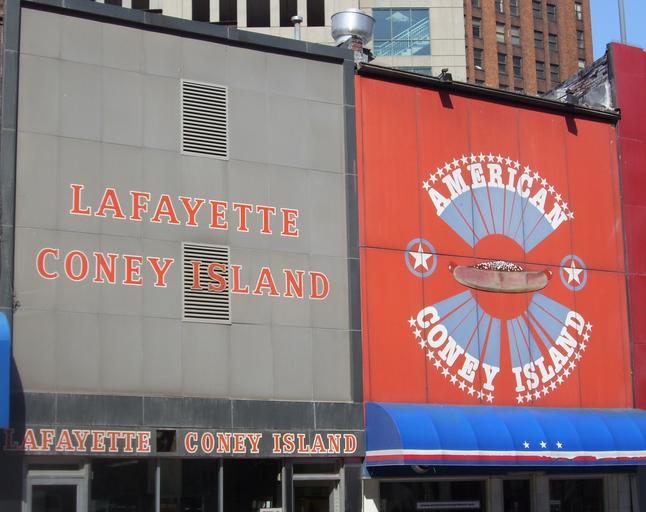 LAFAYETTE
CONEY ISLAND
AMERICAN
CONEY ISLAND
LAFAYETTE CONEY ISLAND